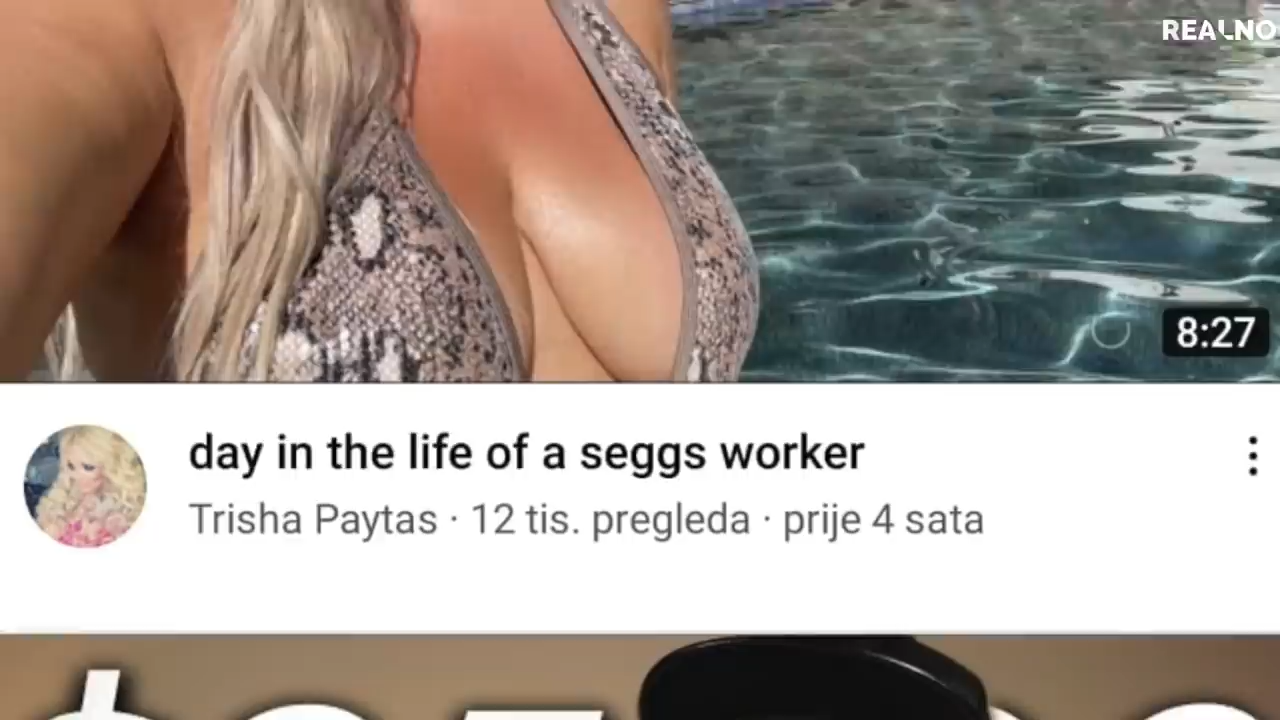 REALNO
8:27
day in the life of a seggs worker
Trisha Paytas · 12 tis. pregleda · prije 4 sata